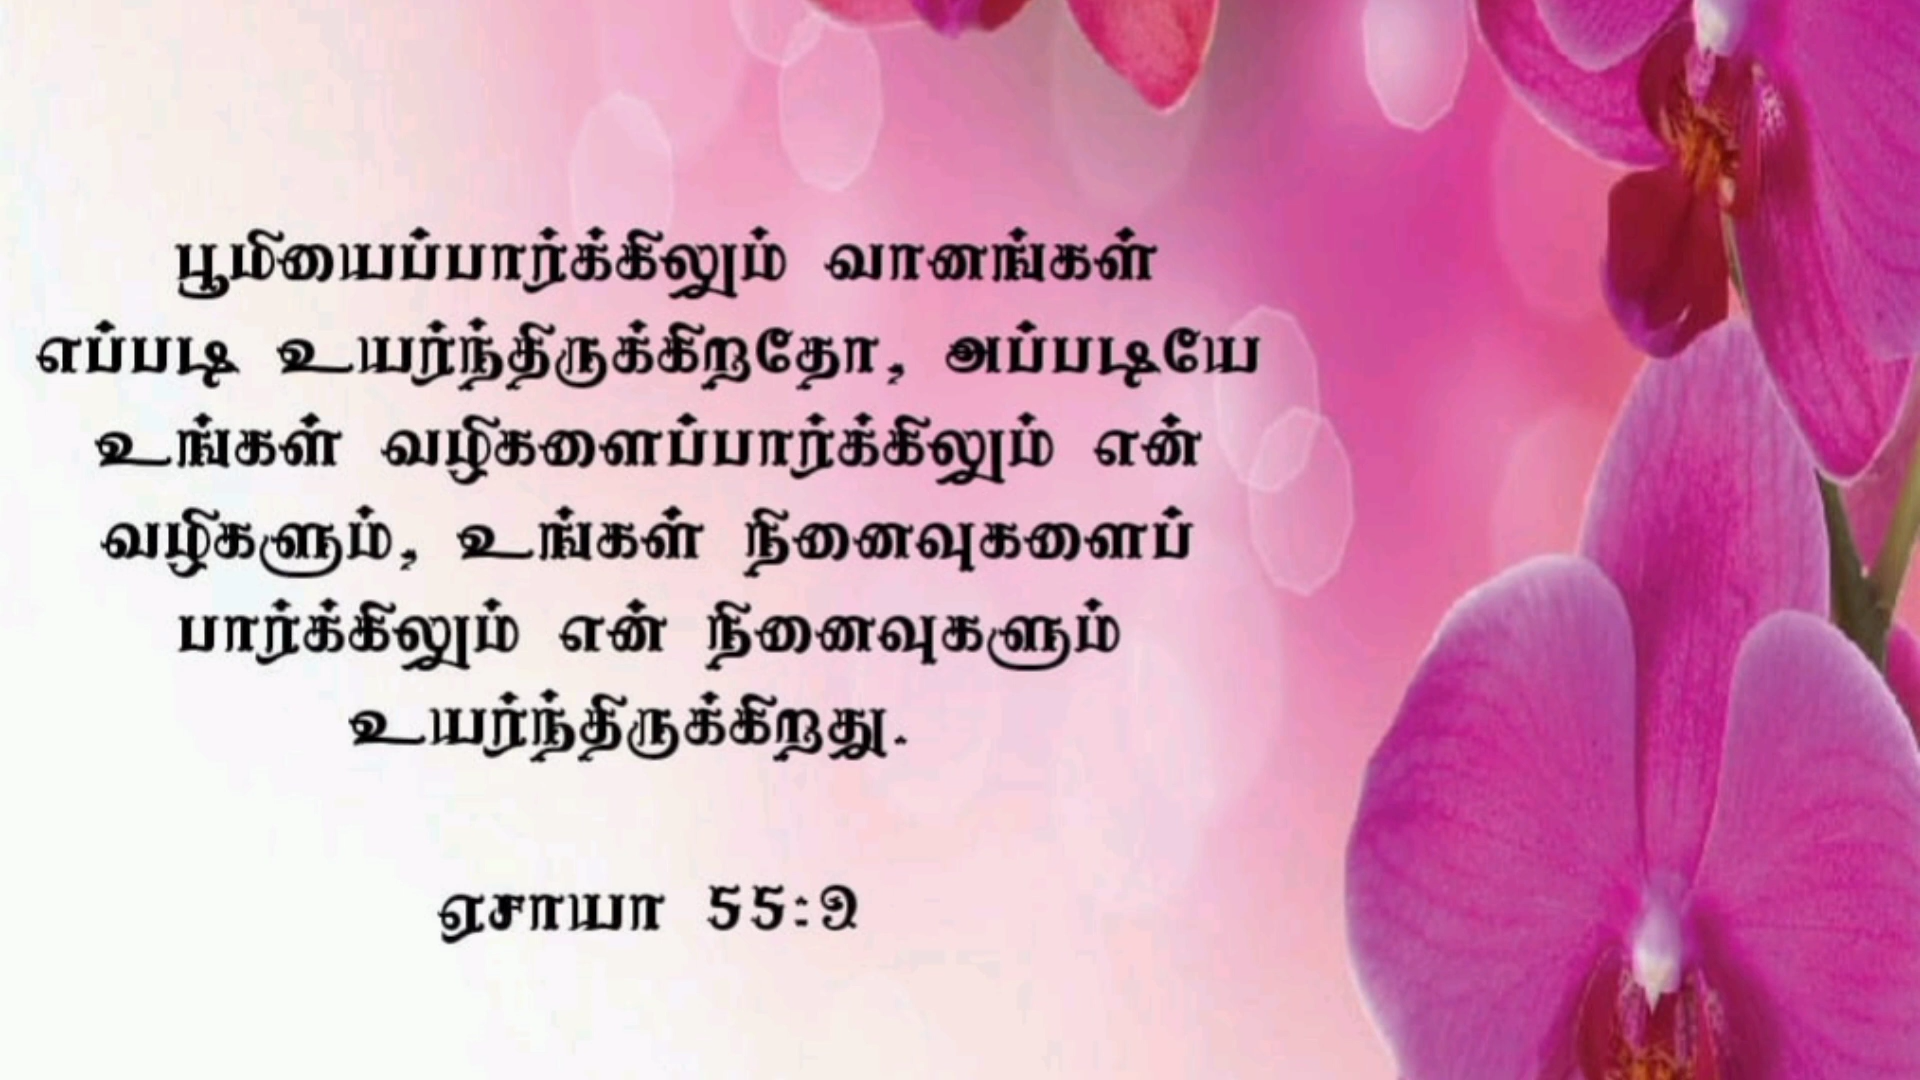 பூமியைப்பார்க்கிலும் வானங்கள்
எப்படி உயர்ந்திருக்கிறதோ, அப்படியே
உங்கள் வழிகளைப்பார்க்கிலும் என்
வழிகளும், உங்கள் நினைவுகளைப்
பார்க்கிலும் என் நினைவுகளும்
உயர்ந்திருக்கிறது.
ஏசாயா 55:9